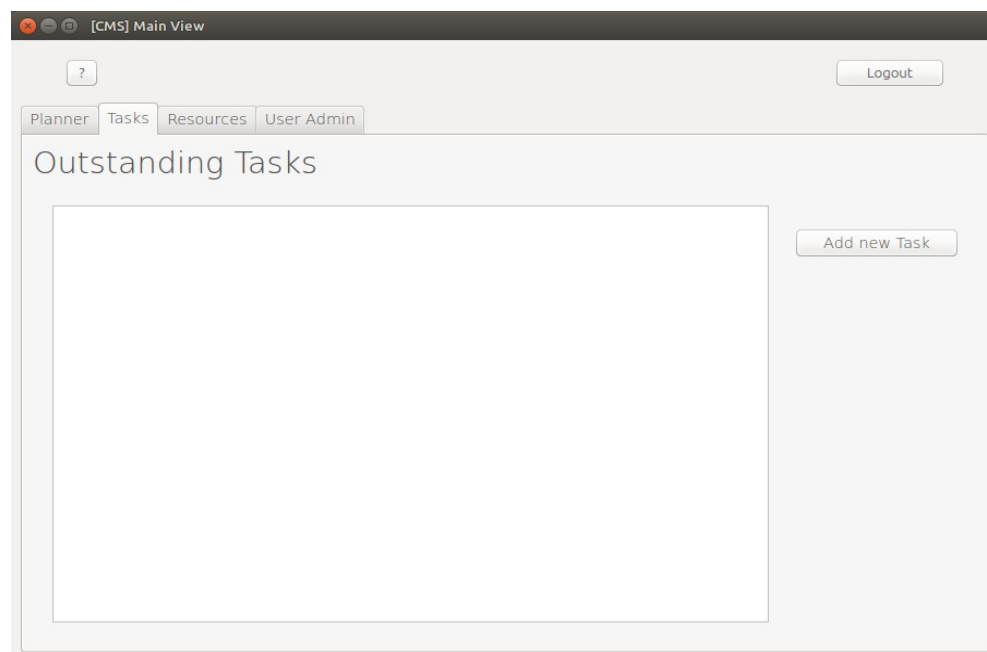 [CMS] Main View
?
Logout
Planner Tasks Resources User Admin
Outstanding Tasks
Add new Task